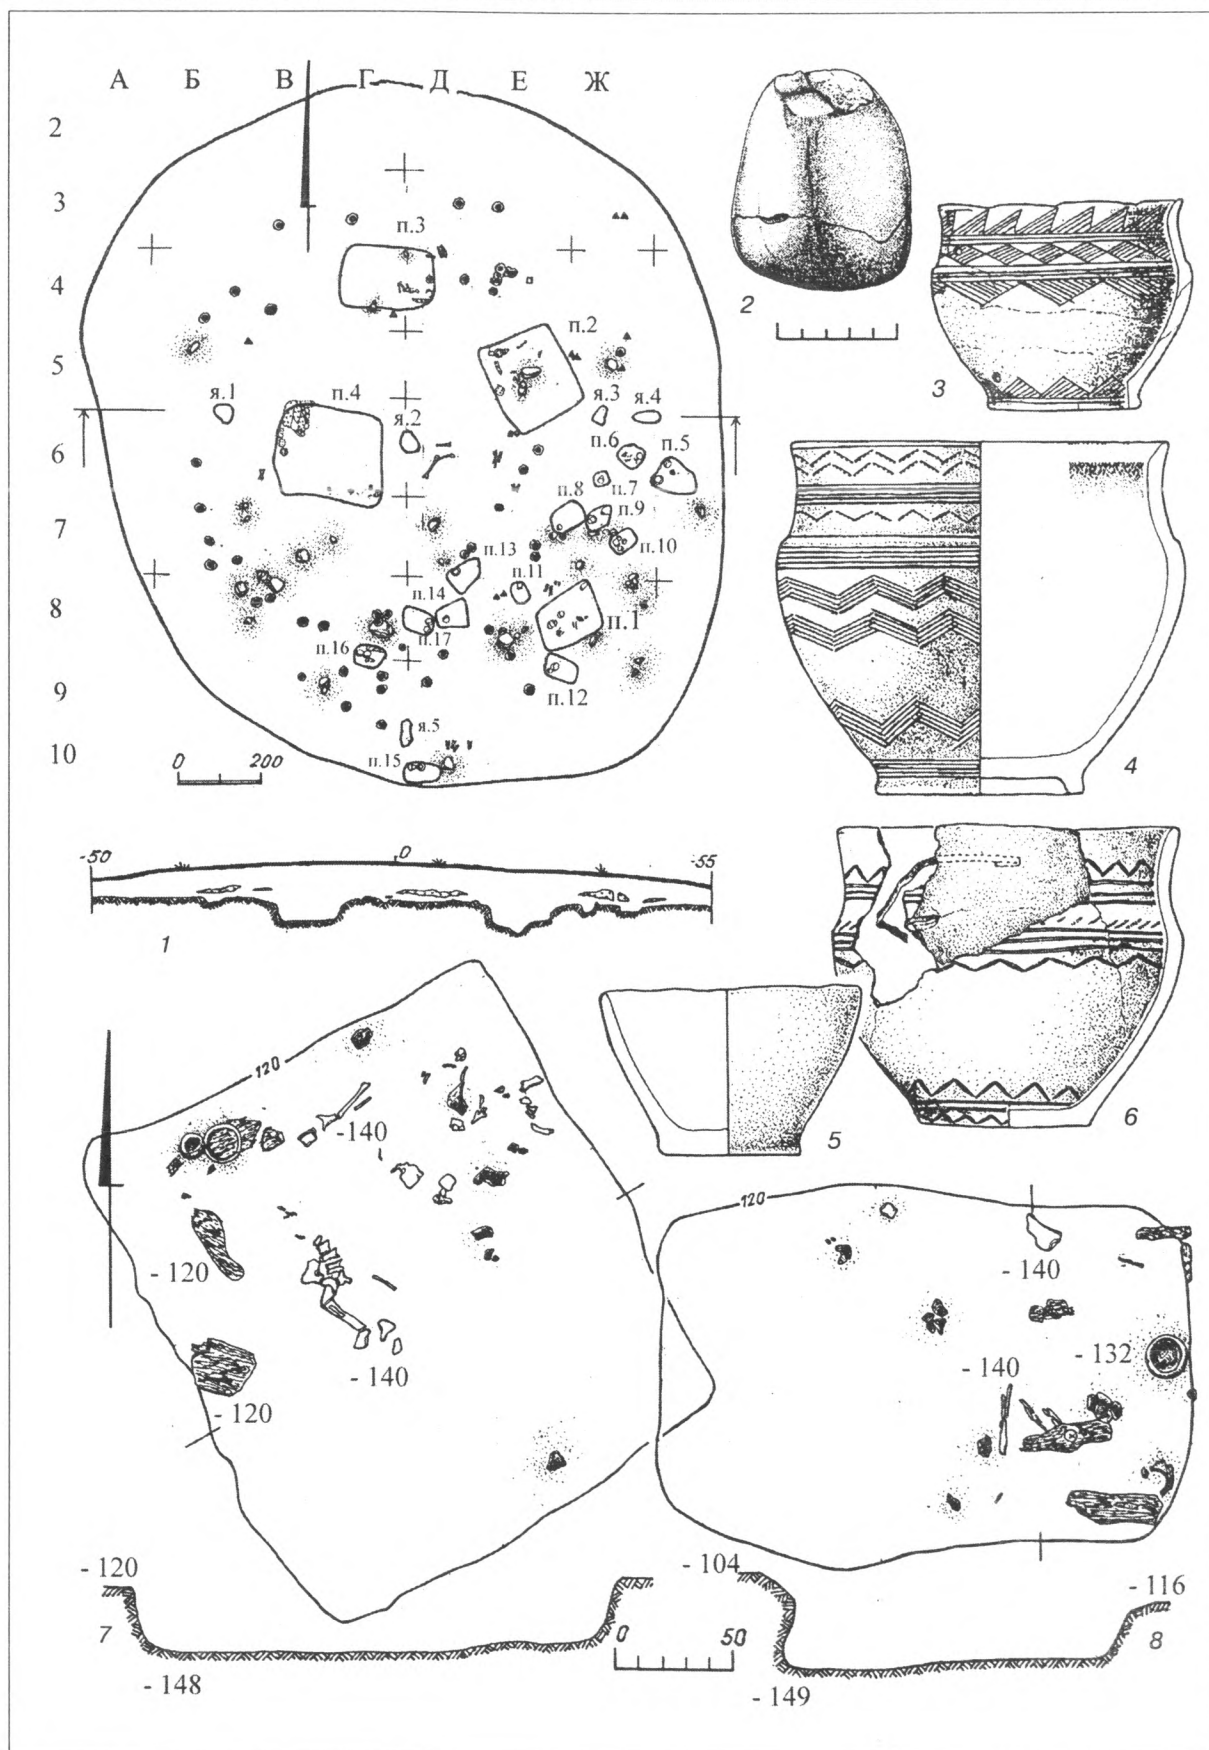 А Б В Г Д Е Ж
2
3
4
5
6
7
8
9
10
п.3
п.2
я.1
п.4
я.2
я.3
я.4
п.6
п.5
п.7
п.8
п.9
п.10
п.13
п.11
п.14
п.1
п.17
п.16
п.12
я.5
п.15
0 200
2
3
4
-50 0 -55
1
6
5
120
-140
- 120
- 140
- 120
120
- 140
- 132
- 140
- 120
7
- 148
0 50
- 104
- 116
8
- 149